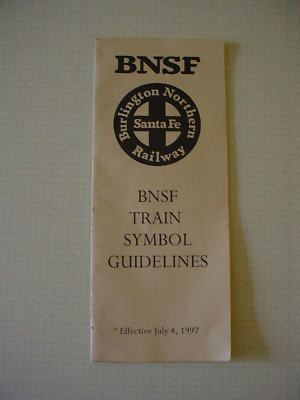 BNSF
Burlington Northern
Santa Fe
Railway
BNSF
TRAIN
SYMBOL
GUIDELINES
* Effective July 4, 1997